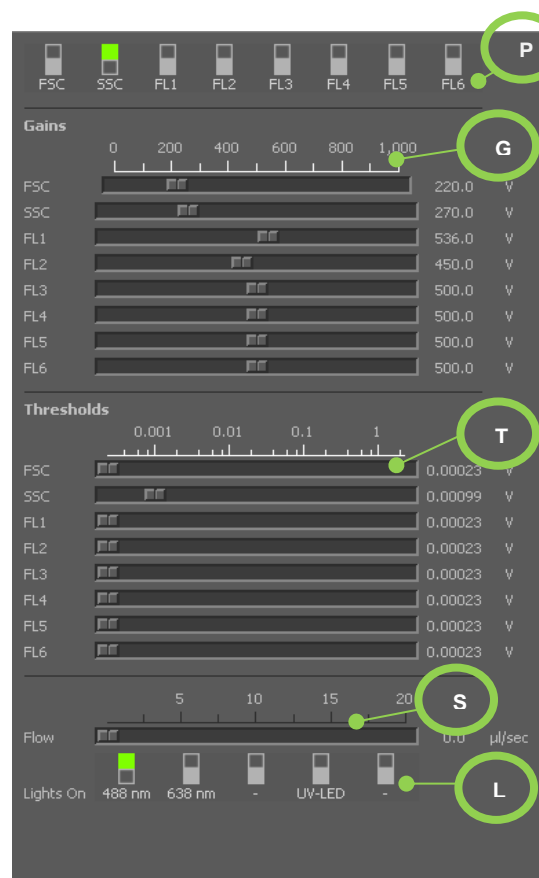 P
FSC SSC FL1 FL2 FL3 FL4 FL5 FL6
Gains
0 200 400 600 800 1,000
G
FSC 220.0 V
SSC 270.0 V
FL1 536.0 V
FL2 450.0 V
FL3 500.0 V
FL4 500.0 V
FL5 500.0 V
FL6 500.0 V
Thresholds
0.001 0.01 0.1 1
T
FSC 0.00023 V
SSC 0.00099 V
FL1 0.00023 V
FL2 0.00023 V
FL3 0.00023 V
FL4 0.00023 V
FL5 0.00023 V
FL6 0.00023 V
5 10 15 20
S
Flow 0.0 µl/sec
Lights On 488 nm 638 nm - UV-LED -
L